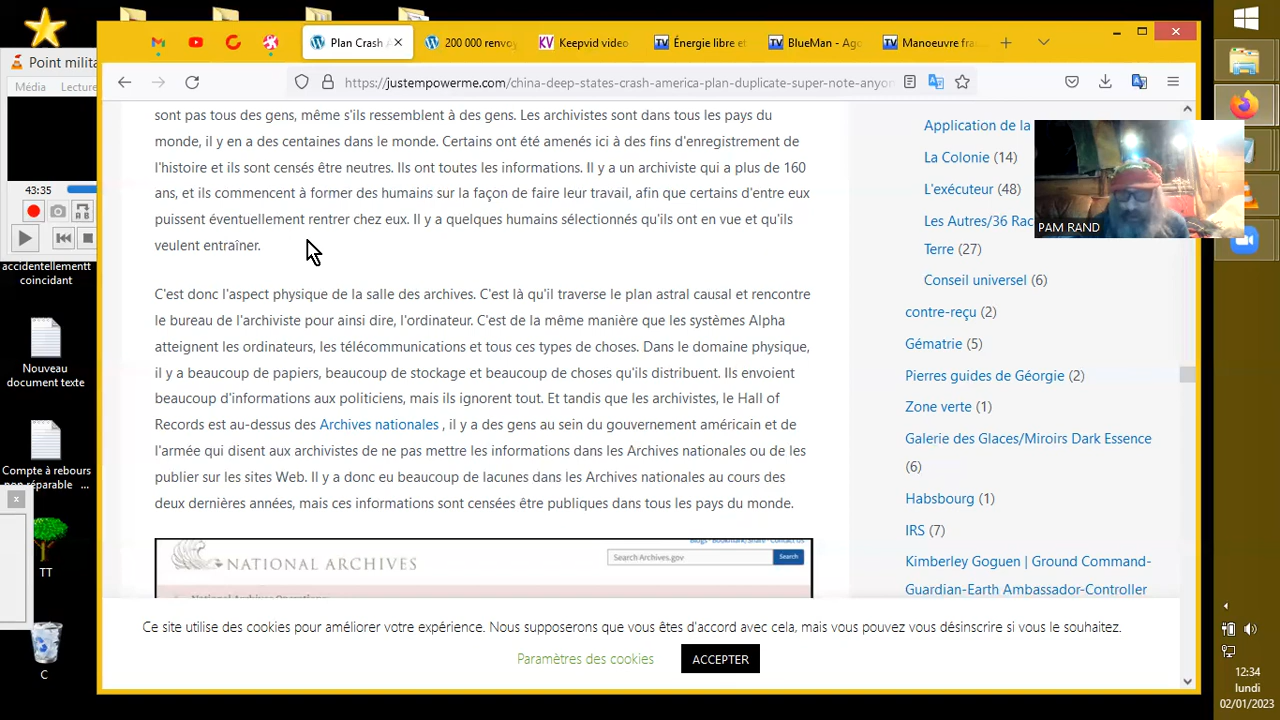 Point milita
Média
Lecture
43:35
accidentellementt
coincidant
Nouveau
document texte
Compte à rebours
non réparable ...
TT
C
Plan Crash A
200 000 renvoy
Keepvid video
Énergie libre et
BlueMan - Ago
Manoeuvre fra
https://justempowerme.com/china-deep-states-crash-america-plan-duplicate-super-note-anyon
sont pas tous des gens, même s'ils ressemblent à des gens. Les archivistes sont dans tous les pays du
monde, il y en a des centaines dans le monde. Certains ont été amenés ici à des fins d'enregistrement de
l'histoire et ils sont censés être neutres. Ils ont toutes les informations. Il y a un archiviste qui a plus de 160
ans, et ils commencent à former des humains sur la façon de faire leur travail, afin que certains d'entre eux
puissent éventuellement rentrer chez eux. Il y a quelques humains sélectionnés qu'ils ont en vue et qu'ils
veulent entraîner.
C'est donc l'aspect physique de la salle des archives. C'est là qu'il traverse le plan astral causal et rencontre
le bureau de l'archiviste pour ainsi dire, l'ordinateur. C'est de la même manière que les systèmes Alpha
atteignent les ordinateurs, les télécommunications et tous ces types de choses. Dans le domaine physique,
il y a beaucoup de papiers, beaucoup de stockage et beaucoup de choses qu'ils distribuent. Ils envoient
beaucoup d'informations aux politiciens, mais ils ignorent tout. Et tandis que les archivistes, le Hall of
Records est au-dessus des Archives nationales , il y a des gens au sein du gouvernement américain et de
l'armée qui disent aux archivistes de ne pas mettre les informations dans les Archives nationales ou de les
publier sur les sites Web. Il y a donc eu beaucoup de lacunes dans les Archives nationales au cours des
deux dernières années, mais ces informations sont censées être publiques dans tous les pays du monde.
NATIONAL ARCHIVES
Search Archives.gov
Search
Application de la
La Colonie (14)
L'exécuteur (48)
Les Autres/36 Rac
Terre (27)
Conseil universel (6)
contre-reçu (2)
Gématrie (5)
Pierres guides de Géorgie (2)
Zone verte (1)
Galerie des Glaces/Miroirs Dark Essence
(6)
Habsbourg (1)
IRS (7)
Kimberley Goguen | Ground Command-
Guardian-Earth Ambassador-Controller
PAM RAND
Ce site utilise des cookies pour améliorer votre expérience. Nous supposerons que vous êtes d'accord avec cela, mais vous pouvez vous désinscrire si vous le souhaitez.
Paramètres des cookies
ACCEPTER
12:34
lundi
02/01/2023